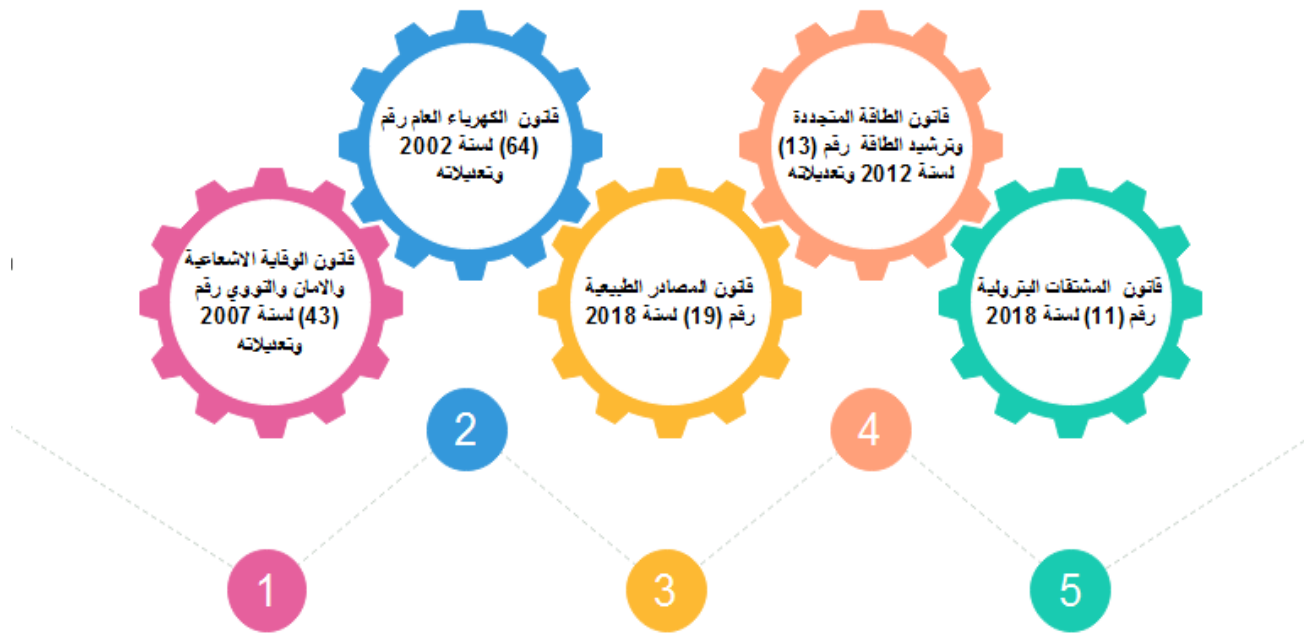 قانون الوقاية الاشعاعية
والامان والنووي رقم
(43) لسنة 2007
وتعديلاته
قانون الكهرباء العام رقم
(64) لسنة 2002
وتعديلاته
قانون المصادر الطبيعية
رقم (19) لسنة 2018
قانون الطاقة المتجددة
وترشيد الطاقة رقم (13)
لسنة 2012 وتعديلاته
قانون المشتقات البترولية
رقم (11) لسنة 2018
1
2
3
4
5